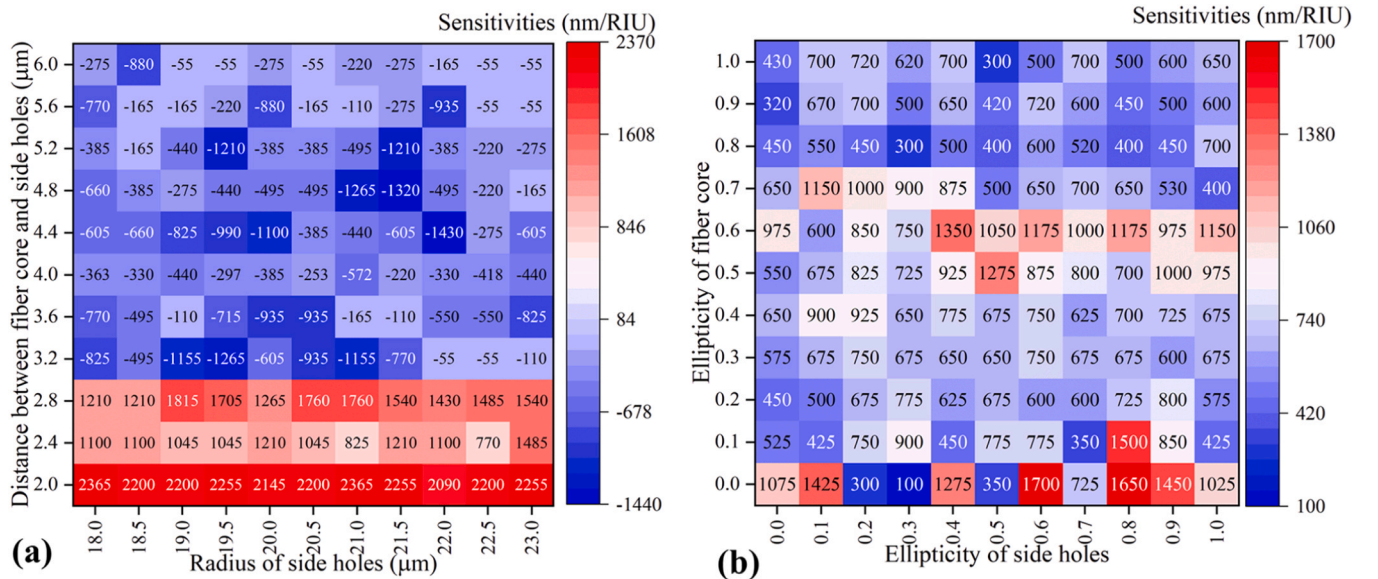 Sensitivities (nm/RIU)
Distance between fiber core and side holes (μm)
6.0 -275 -880 -55 -55 -275 -55 -220 -275 -165 -55 -55
5.6 -770 -165 -165 -220 -880 -165 -110 -275 -935 -55 -55
5.2 -385 -165 -440 -1210 -385 -385 -495 -1210 -385 -220 -275
4.8 -660 -385 -275 -440 -495 -495 -1265 -1320 -495 -220 -165
4.4 -605 -660 -825 -990 -1100 -385 -440 -605 -1430 -275 -605
4.0 -363 -330 -440 -297 -385 -253 -572 -220 -330 -418 -440
3.6 -770 -495 -110 -715 -935 -935 -165 -110 -550 -550 -825
3.2 -825 -495 -1155 -1265 -605 -935 -1155 -770 -55 -55 -110
2.8 1210 1210 1815 1705 1265 1760 1760 1540 1430 1485 1540
2.4 1100 1100 1045 1045 1210 1045 825 1210 1100 770 1485
2.0 2365 2200 2200 2255 2145 2200 2365 2255 2090 2200 2255
18.0 18.5 19.0 19.5 20.0 20.5 21.0 21.5 22.0 22.5 23.0
Radius of side holes (μm)
2370
1608
846
84
-678
-1440
(a)
Sensitivities (nm/RIU)
Ellipticity of fiber core
1.0 430 700 720 620 700 300 500 700 500 600 650
0.9 320 670 700 500 650 420 720 600 450 500 600
0.8 450 550 450 300 500 400 600 520 400 450 700
0.7 650 1150 1000 900 875 500 650 700 650 530 400
0.6 975 600 850 750 1350 1050 1175 1000 1175 975 1150
0.5 550 675 825 725 925 1275 875 800 700 1000 975
0.4 650 900 925 650 775 675 750 625 700 725 675
0.3 575 675 750 675 650 650 750 675 675 600 675
0.2 450 500 675 775 625 675 600 600 725 800 575
0.1 525 425 750 900 450 775 775 350 1500 850 425
0.0 1075 1425 300 100 1275 350 1700 725 1650 1450 1025
0.0 0.1 0.2 0.3 0.4 0.5 0.6 0.7 0.8 0.9 1.0
Ellipticity of side holes
1700
1380
1060
740
420
100
(b)